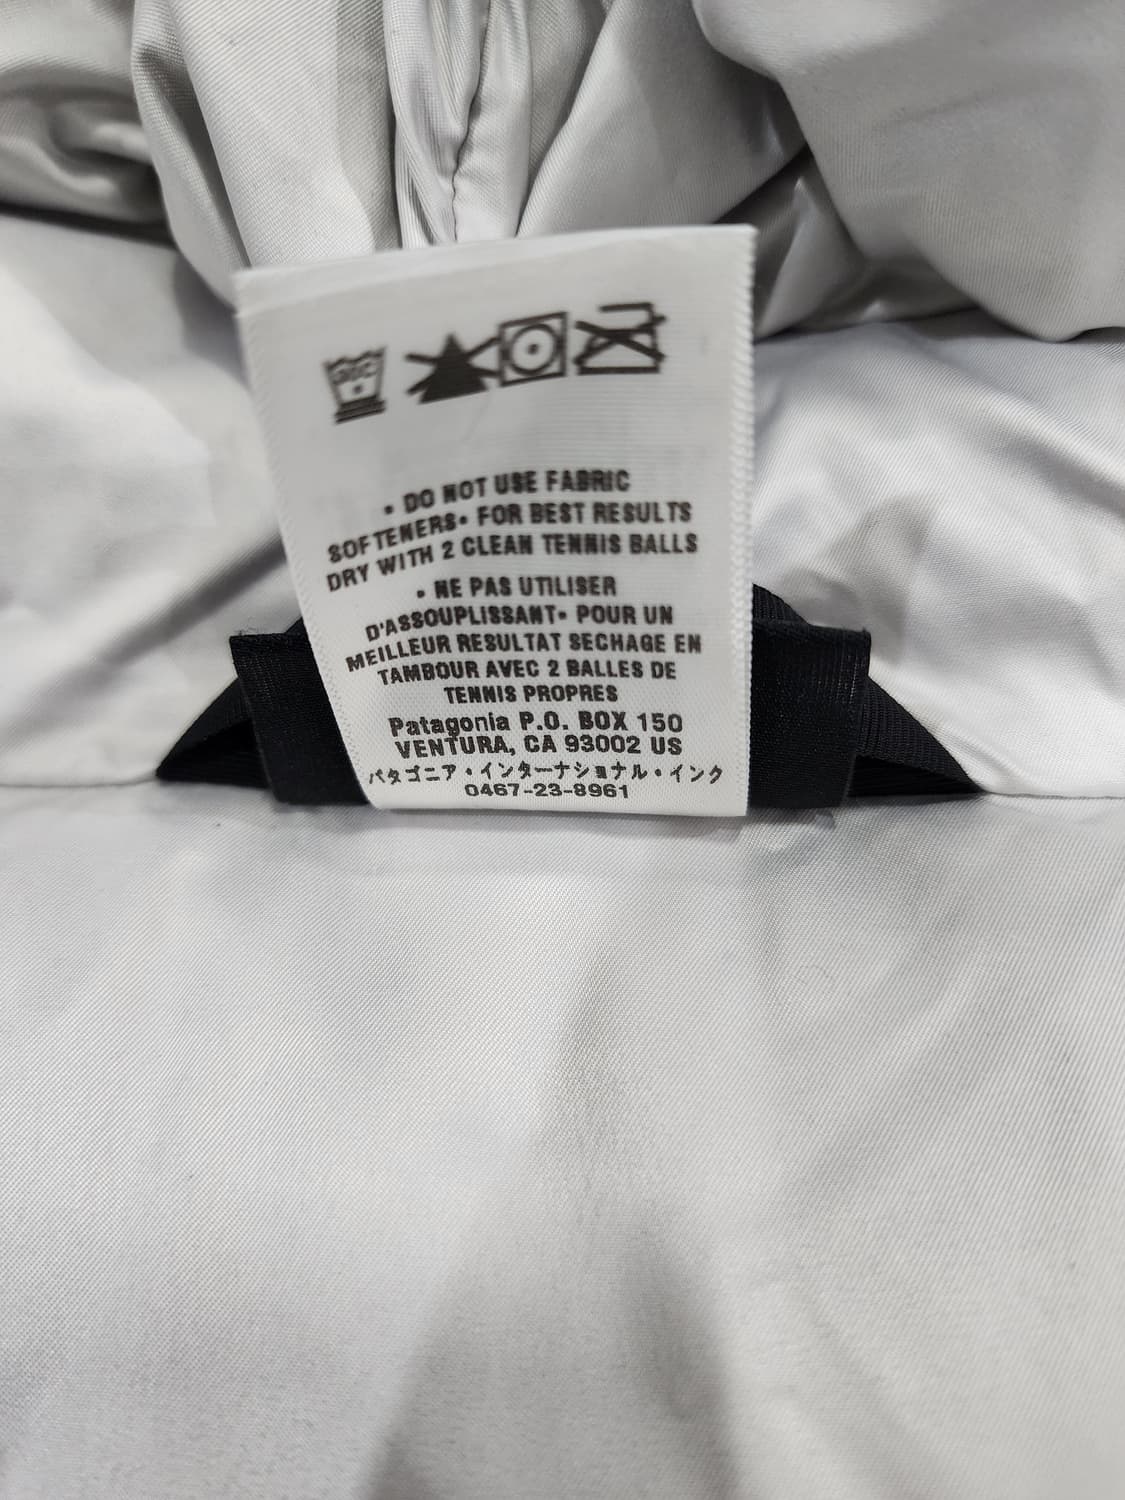 30C
• DO NOT USE FABRIC
SOFTENERS• FOR BEST RESULTS
DRY WITH 2 CLEAN TENNIS BALLS
• NE PAS UTILISER
D'ASSOUPLISSANT• POUR UN
MEILLEUR RESULTAT SECHAGE EN
TAMBOUR AVEC 2 BALLES DE
TENNIS PROPRES
Patagonia P.O. BOX 150
VENTURA, CA 93002 US
パタゴニア・インターナショナル・インク
0467-23-8961